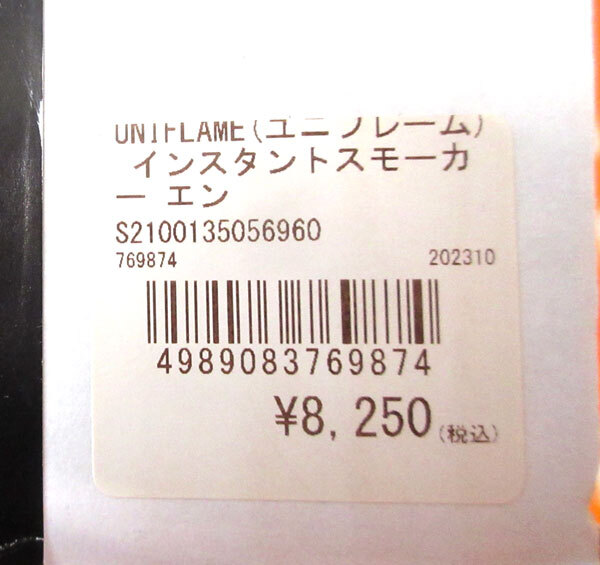 UNIFLAME(ユニフレーム)
インスタントスモーカ
ー エン
S2100135056960
769874 202310
4989083769874
¥8,250(税込)